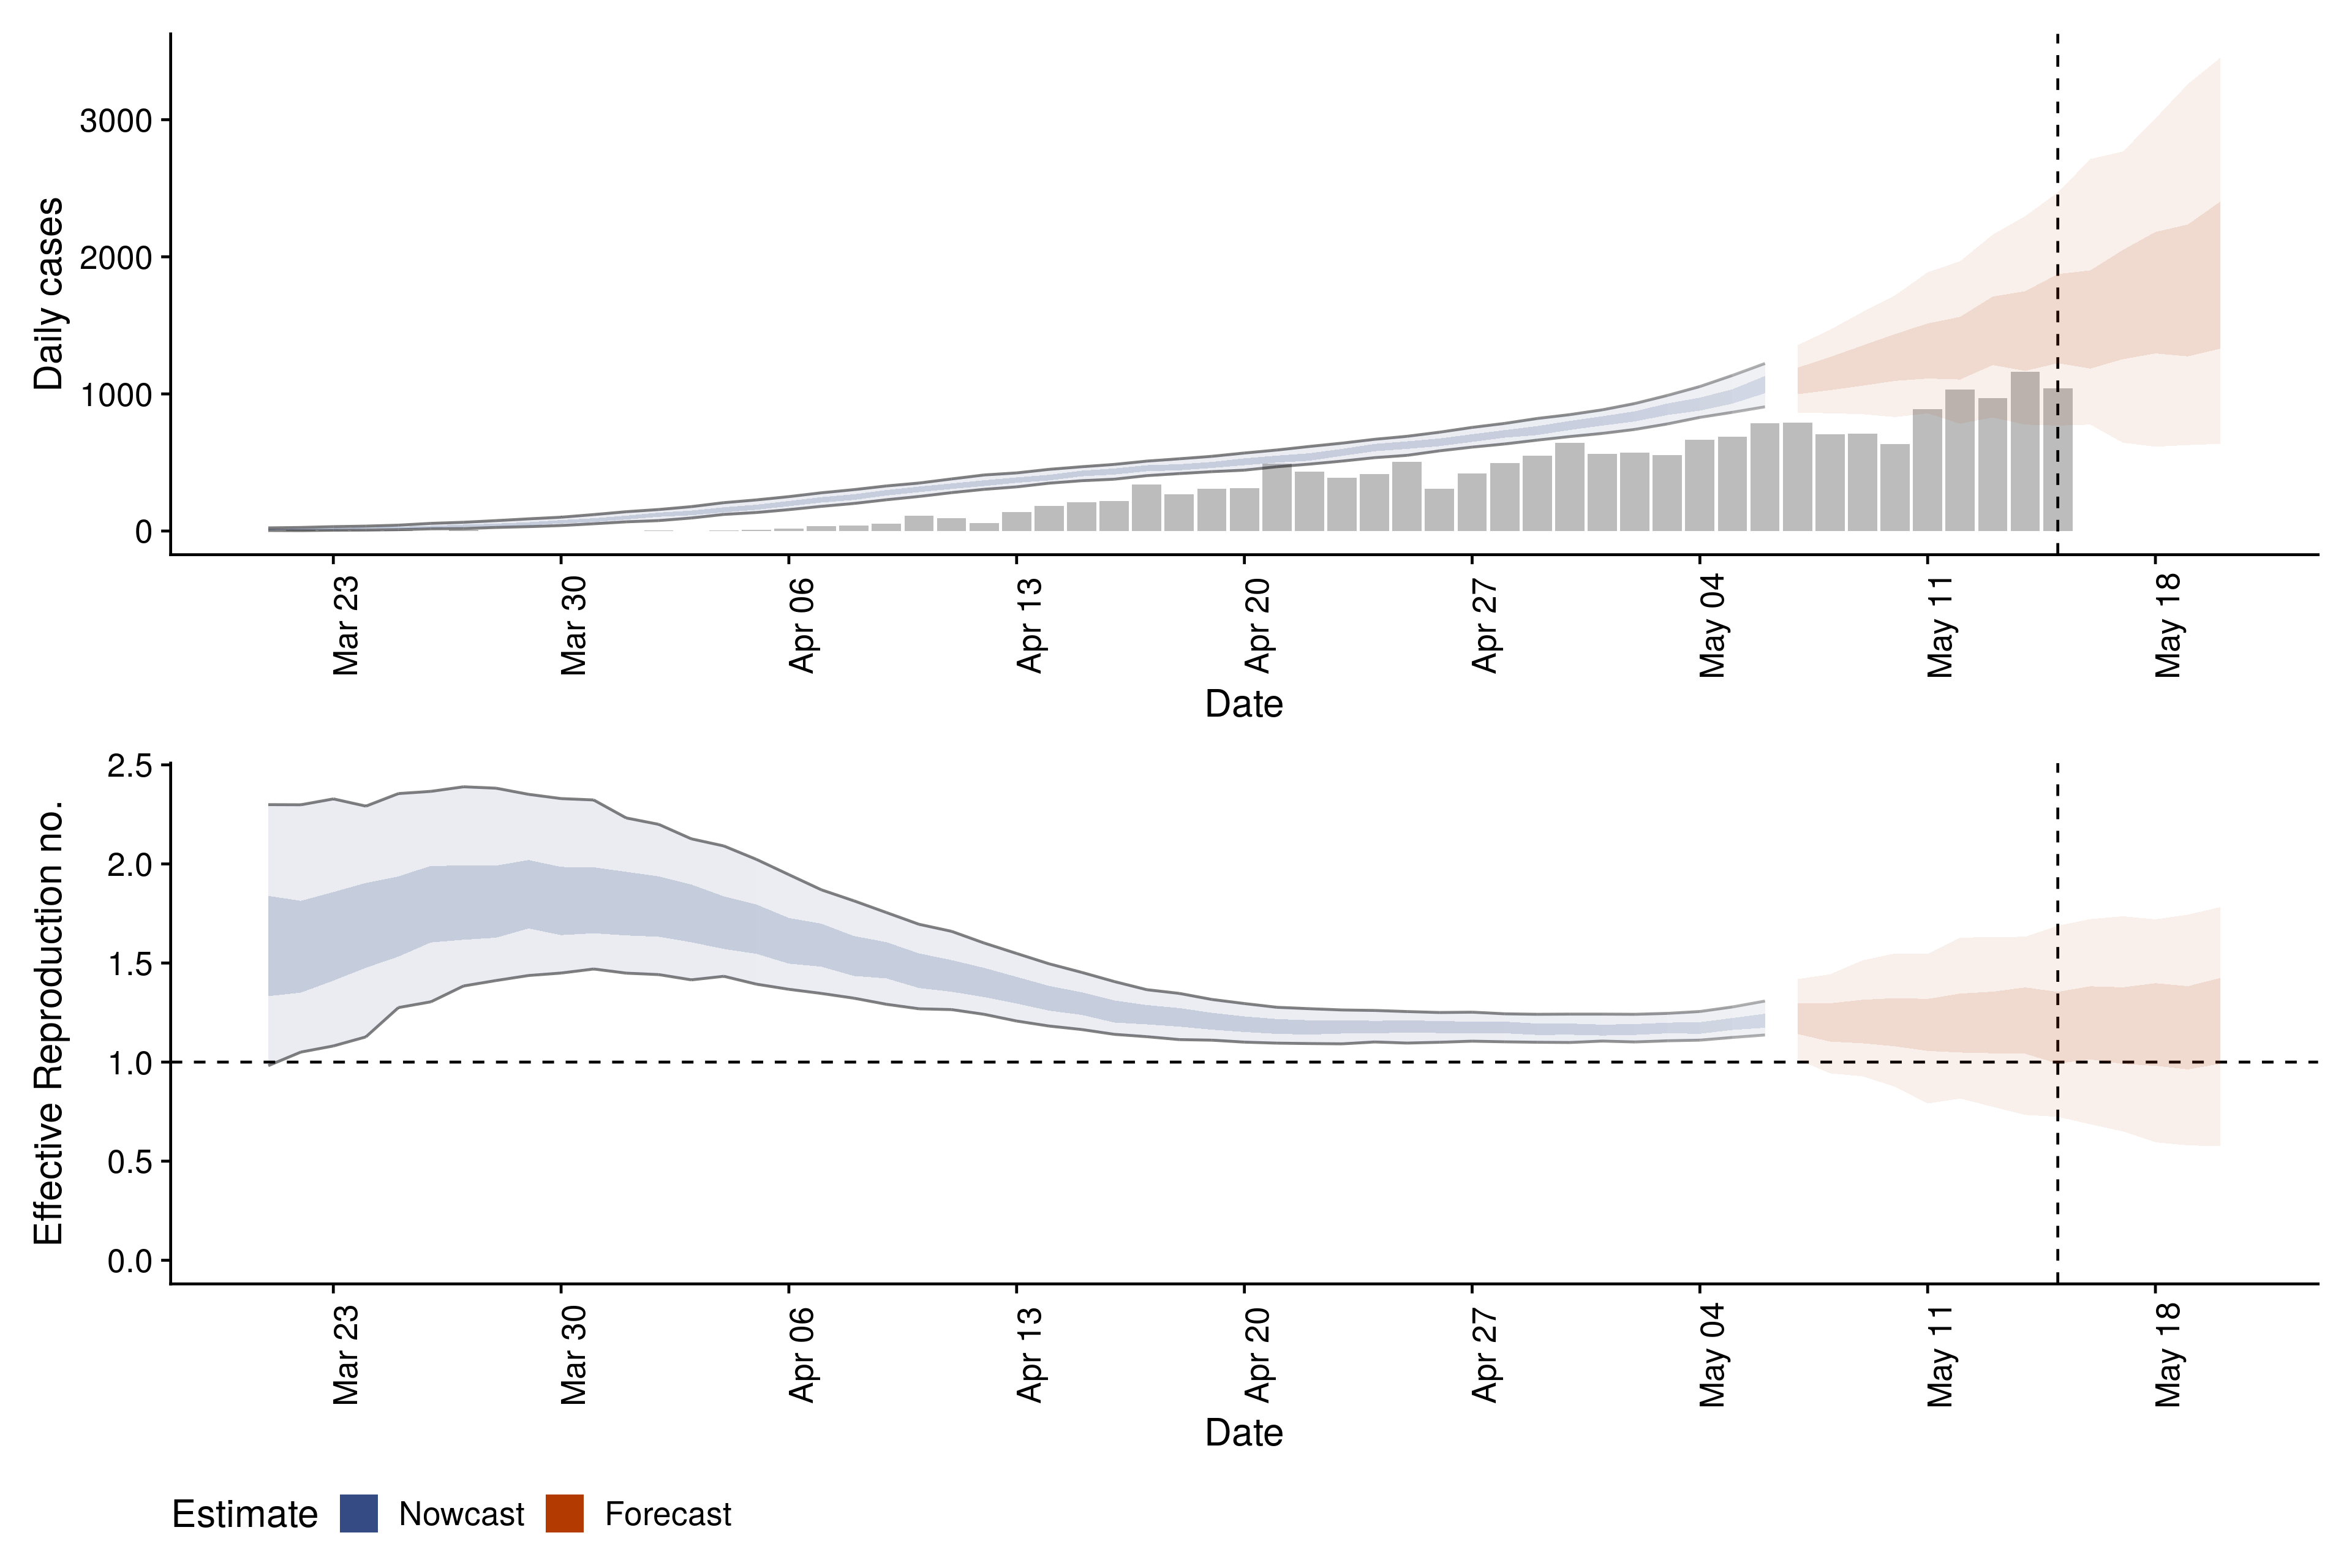 Daily cases
3000
2000
1000
0
Mar 23
Mar 30
Apr 06
Apr 13
Apr 20
Apr 27
May 04
May 11
May 18
Date
Effective Reproduction no.
2.5
2.0
1.5
1.0
0.5
0.0
Mar 23
Mar 30
Apr 06
Apr 13
Apr 20
Apr 27
May 04
May 11
May 18
Date
Estimate Nowcast Forecast